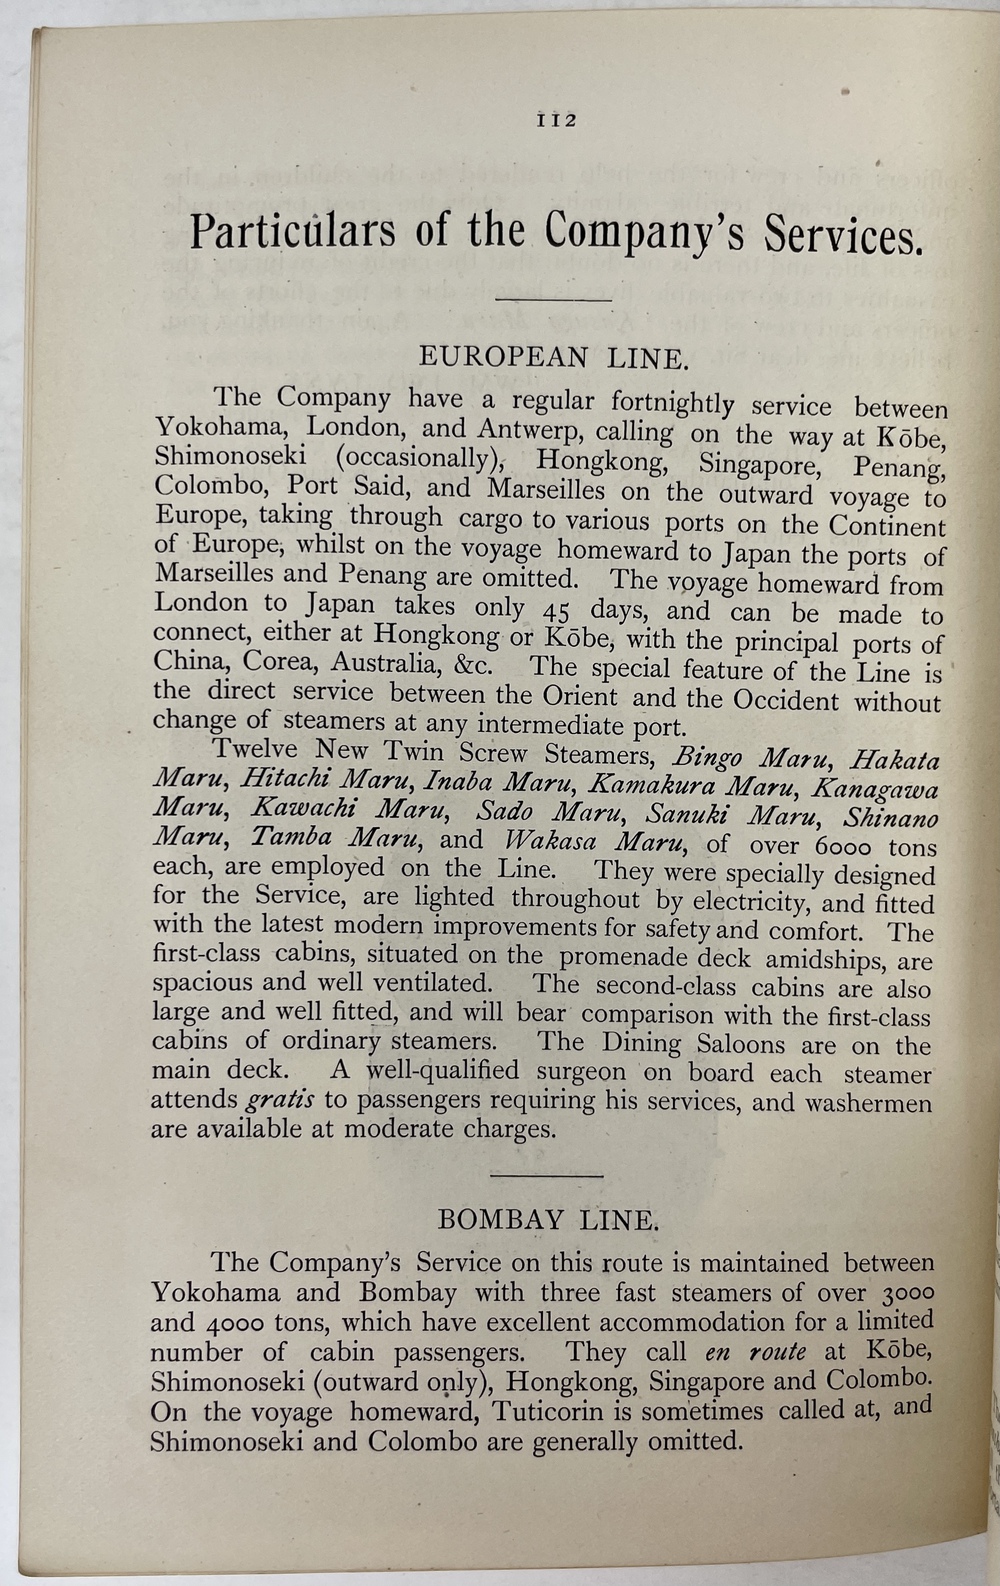 112
Particulars of the Company's Services.
EUROPEAN LINE.
The Company have a regular fortnightly service between
Yokohama, London, and Antwerp, calling on the way at Kōbe,
Shimonoseki (occasionally), Hongkong, Singapore, Penang,
Colombo, Port Said, and Marseilles on the outward voyage to
Europe, taking through cargo to various ports on the Continent
of Europe, whilst on the voyage homeward to Japan the ports of
Marseilles and Penang are omitted. The voyage homeward from
London to Japan takes only 45 days, and can be made to
connect, either at Hongkong or Kōbe, with the principal ports of
China, Corea, Australia, &c. The special feature of the Line is
the direct service between the Orient and the Occident without
change of steamers at any intermediate port.
Twelve New Twin Screw Steamers, Bingo Maru, Hakata
Maru, Hitachi Maru, Inaba Maru, Kamakura Maru, Kanagawa
Maru, Kawachi Maru, Sado Maru, Sanuki Maru, Shinano
Maru, Tamba Maru, and Wakasa Maru, of over 6000 tons
each, are employed on the Line. They were specially designed
for the Service, are lighted throughout by electricity, and fitted
with the latest modern improvements for safety and comfort. The
first-class cabins, situated on the promenade deck amidships, are
spacious and well ventilated. The second-class cabins are also
large and well fitted, and will bear comparison with the first-class
cabins of ordinary steamers. The Dining Saloons are on the
main deck. A well-qualified surgeon on board each steamer
attends gratis to passengers requiring his services, and washermen
are available at moderate charges.
BOMBAY LINE.
The Company's Service on this route is maintained between
Yokohama and Bombay with three fast steamers of over 3000
and 4000 tons, which have excellent accommodation for a limited
number of cabin passengers. They call en route at Kōbe,
Shimonoseki (outward only), Hongkong, Singapore and Colombo.
On the voyage homeward, Tuticorin is sometimes called at, and
Shimonoseki and Colombo are generally omitted.